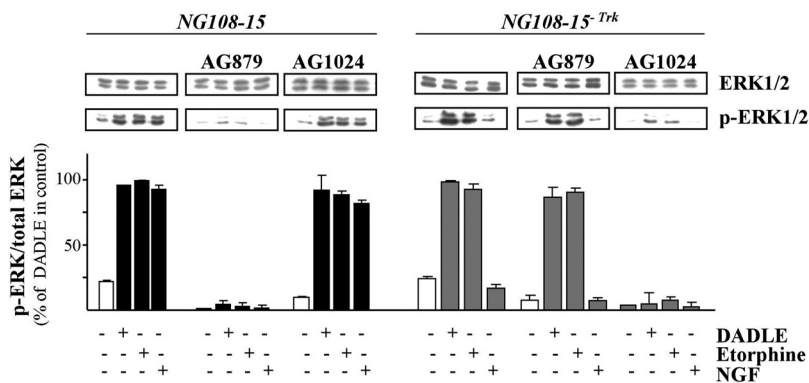 NG108-15 NG108-15- Trk
AG879 AG1024 AG879 AG1024
ERK1/2
p-ERK1/2
p-ERK/total ERK
(% of DADLE in control)
100
50
- + - - - + - - - + - - - + - - - + - - - + - - DADLE
- - + - - - + - - - + - - - + - - - + - - - + - Etorphine
- - - + - - - + - - - + - - - + - - - + - - - + NGF